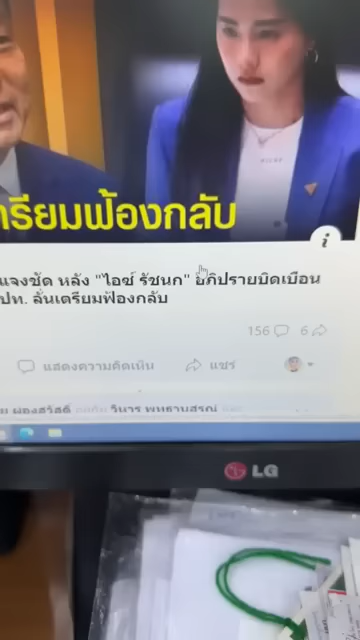 เตรียมฟ้องกลับ
แจงชัด หลัง "ไอซ์ รัชนก" อภิปรายบิดเบือน
ปท. ลั่นเตรียมฟ้องกลับ
156 6
แสดงความคิดเห็น แชร์
LG